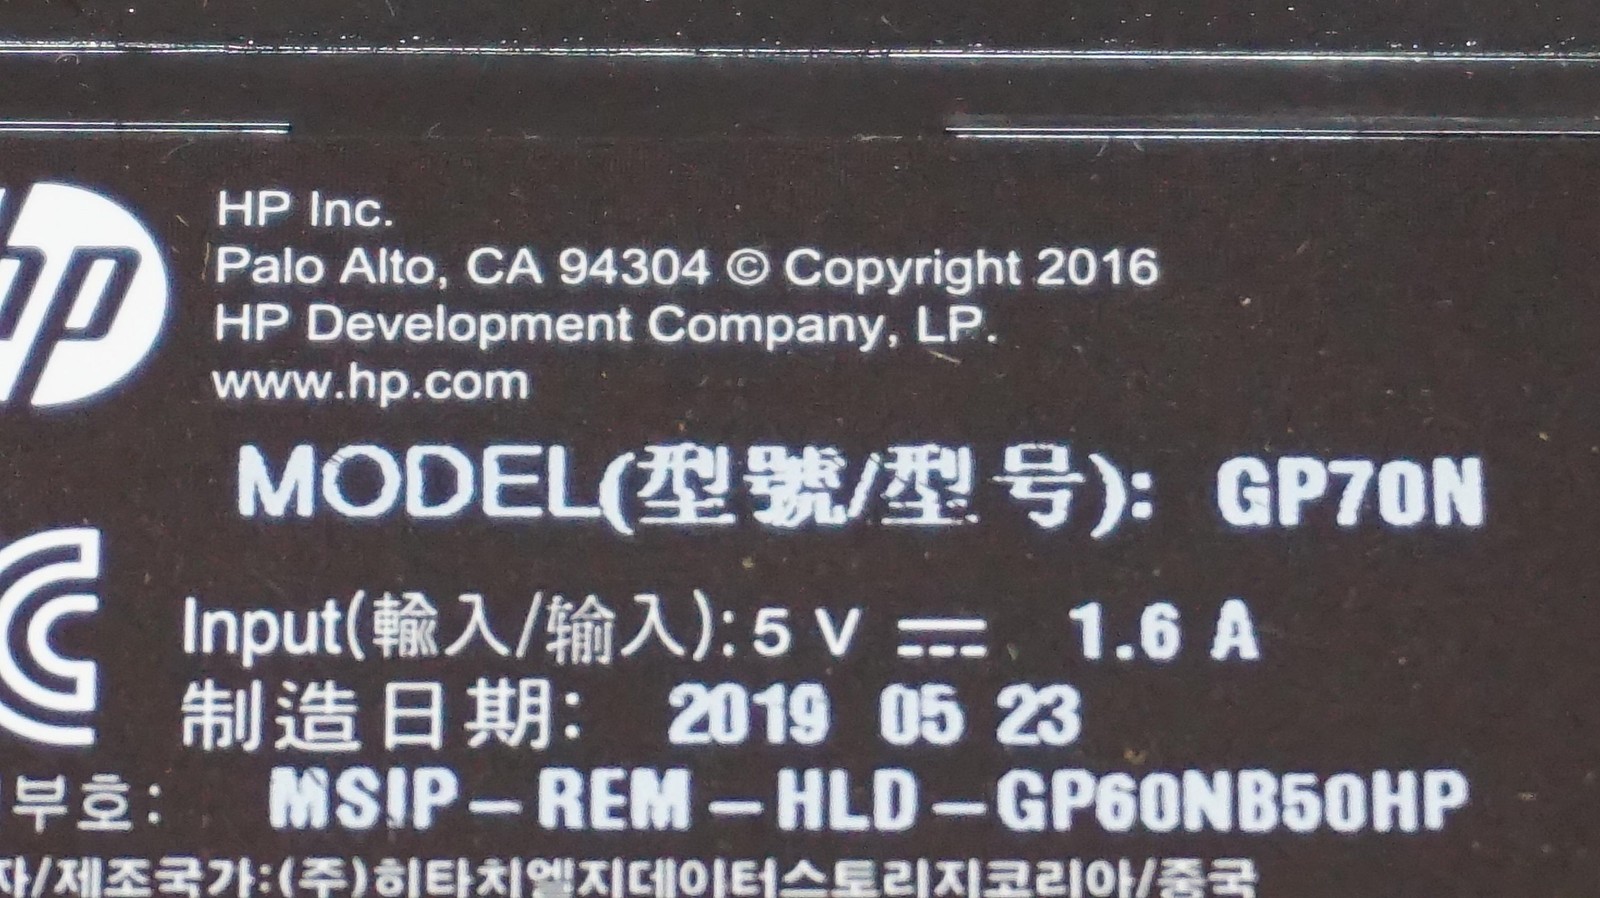 hp
HP Inc.
Palo Alto, CA 94304 © Copyright 2016
HP Development Company, LP.
www.hp.com
MODEL(型號/型号): GP70N
Input(輸入/输入): 5 V ⎓ 1.6 A
制造日期: 2019 05 23
부호: MSIP-REM-HLD-GP60NB50HP
자/제조국가:(주)히타치엘지데이터스토리지코리아/중국